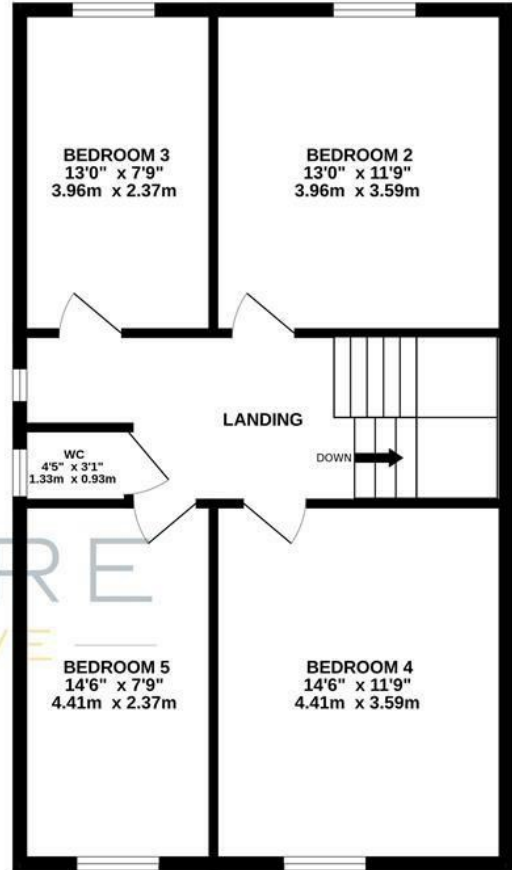 BEDROOM 3
13'0" x 7'9"
3.96m x 2.37m
BEDROOM 2
13'0" x 11'9"
3.96m x 3.59m
LANDING
WC
4'5" x 3'1"
1.33m x 0.93m
DOWN
BEDROOM 5
14'6" x 7'9"
4.41m x 2.37m
BEDROOM 4
14'6" x 11'9"
4.41m x 3.59m